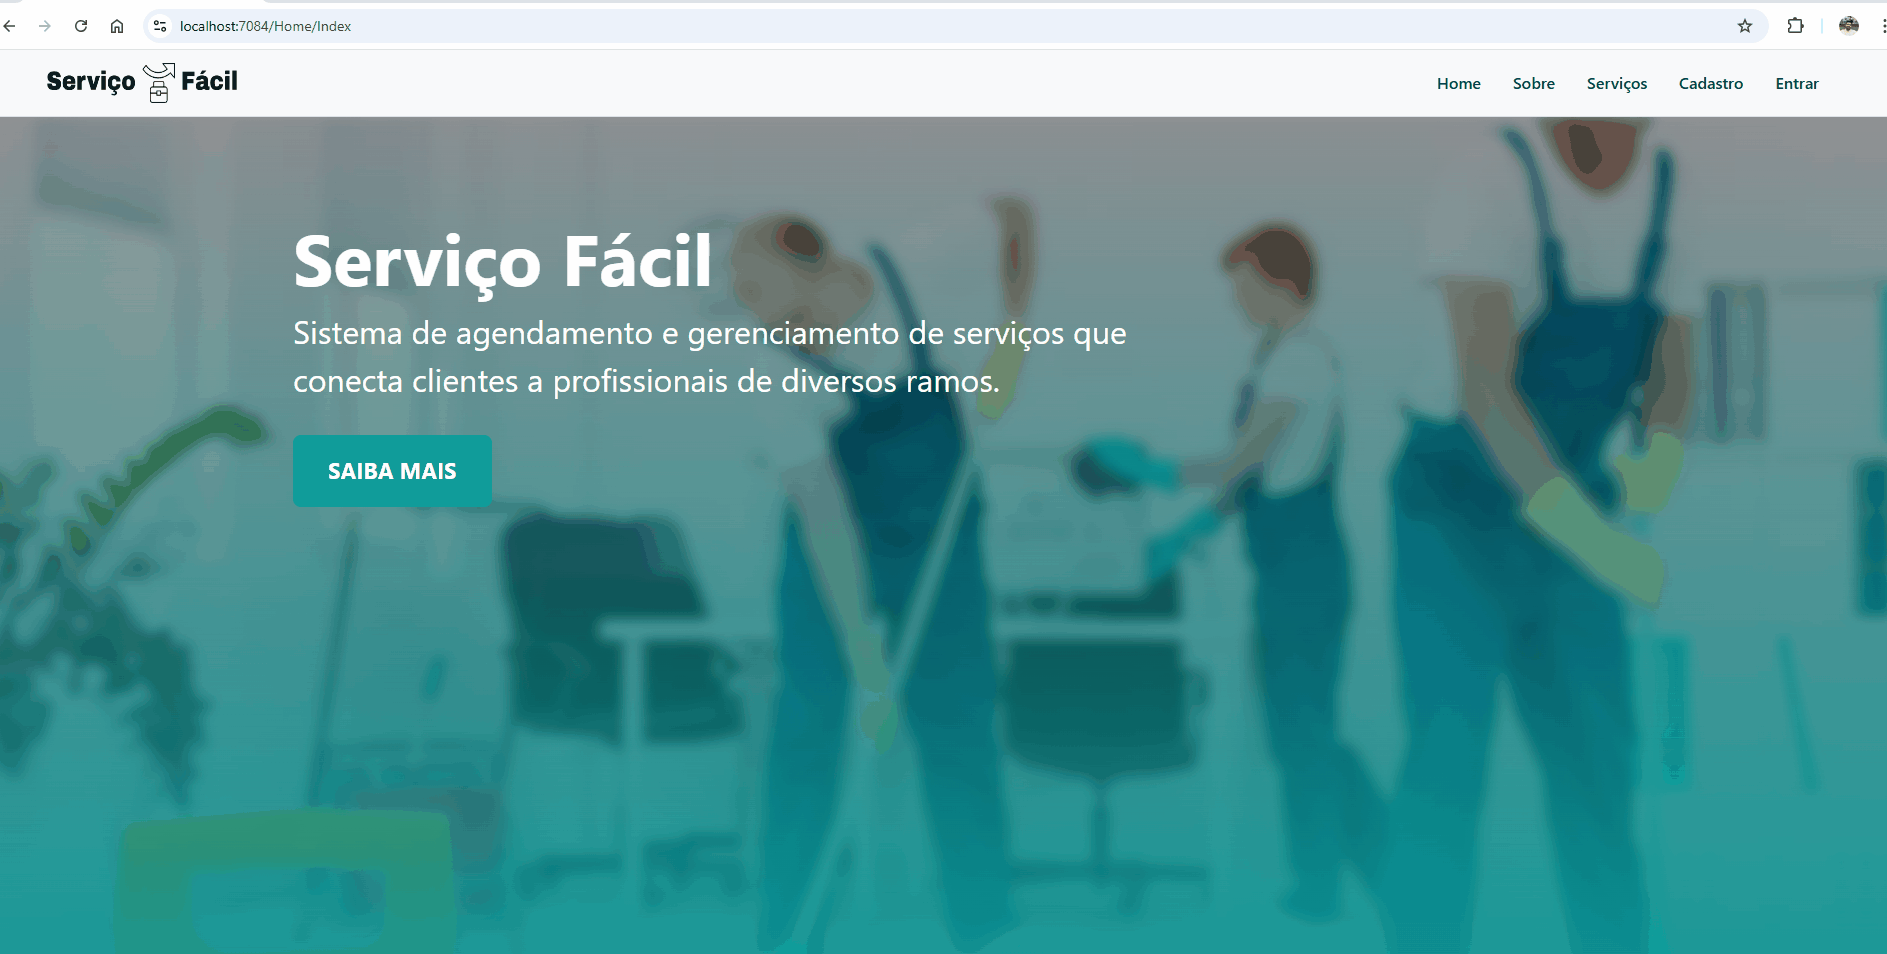 localhost:7084/Home/Index
Serviço Fácil
Home Sobre Serviços Cadastro Entrar
Serviço Fácil
Sistema de agendamento e gerenciamento de serviços que
conecta clientes a profissionais de diversos ramos.
SAIBA MAIS